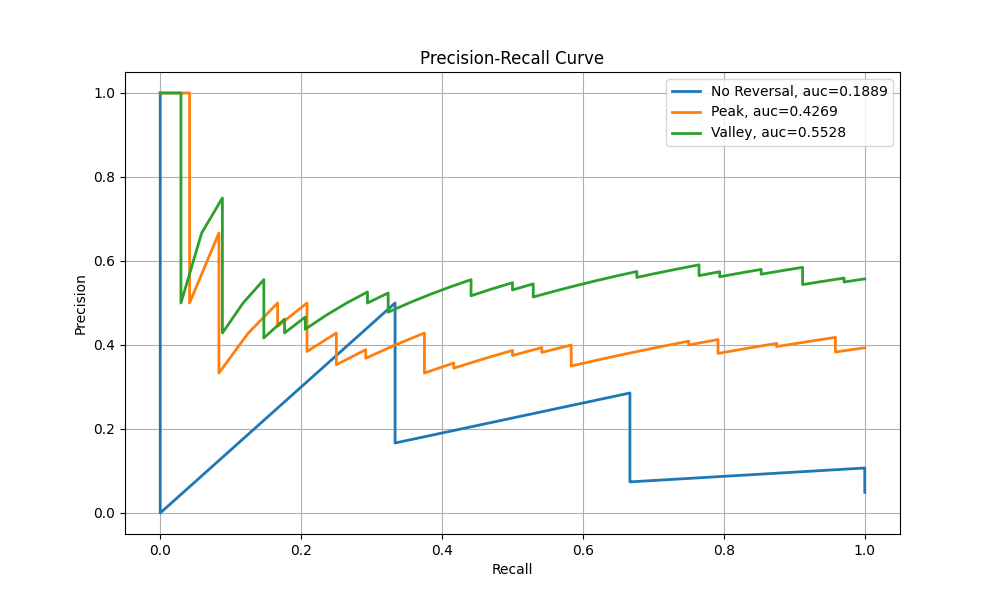 Precision-Recall Curve
No Reversal, auc=0.1889
Peak, auc=0.4269
Valley, auc=0.5528
Precision
1.0
0.8
0.6
0.4
0.2
0.0
0.0 0.2 0.4 0.6 0.8 1.0
Recall